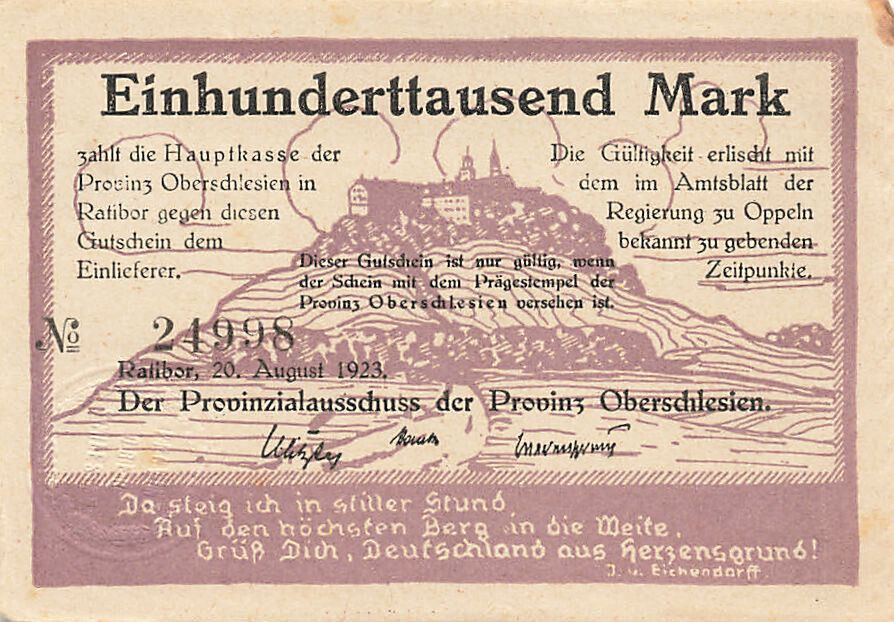 Einhunderttausend Mark
zahlt die Hauptkasse der
Provinz Oberschlesien in
Ratibor gegen diesen
Gutschein dem
Einlieferer.
Die Gültigkeit erlischt mit
dem im Amtsblatt der
Regierung zu Oppeln
bekannt zu gebenden
Zeitpunkte.
Dieser Gutschein ist nur gültig, wenn
der Schein mit dem Prägestempel der
Provinz Oberschlesien versehen ist.
No 24998
Ratibor, 20. August 1923.
Der Provinzialausschuss der Provinz Oberschlesien.
Da steig ich in stiller Stund
Auf den höchsten Berg in die Weite,
Grüß Dich, Deutschland aus Herzensgrund!
J. v. Eichendorff